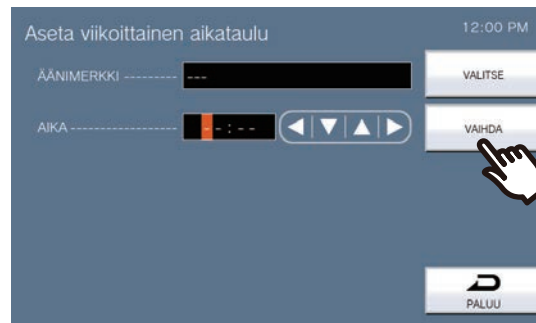 Aseta viikoittainen aikataulu
12:00 PM
ÄÄNIMERKKI --------- ---
VALITSE
AIKA ----------------- --:--
VAIHDA
PALUU